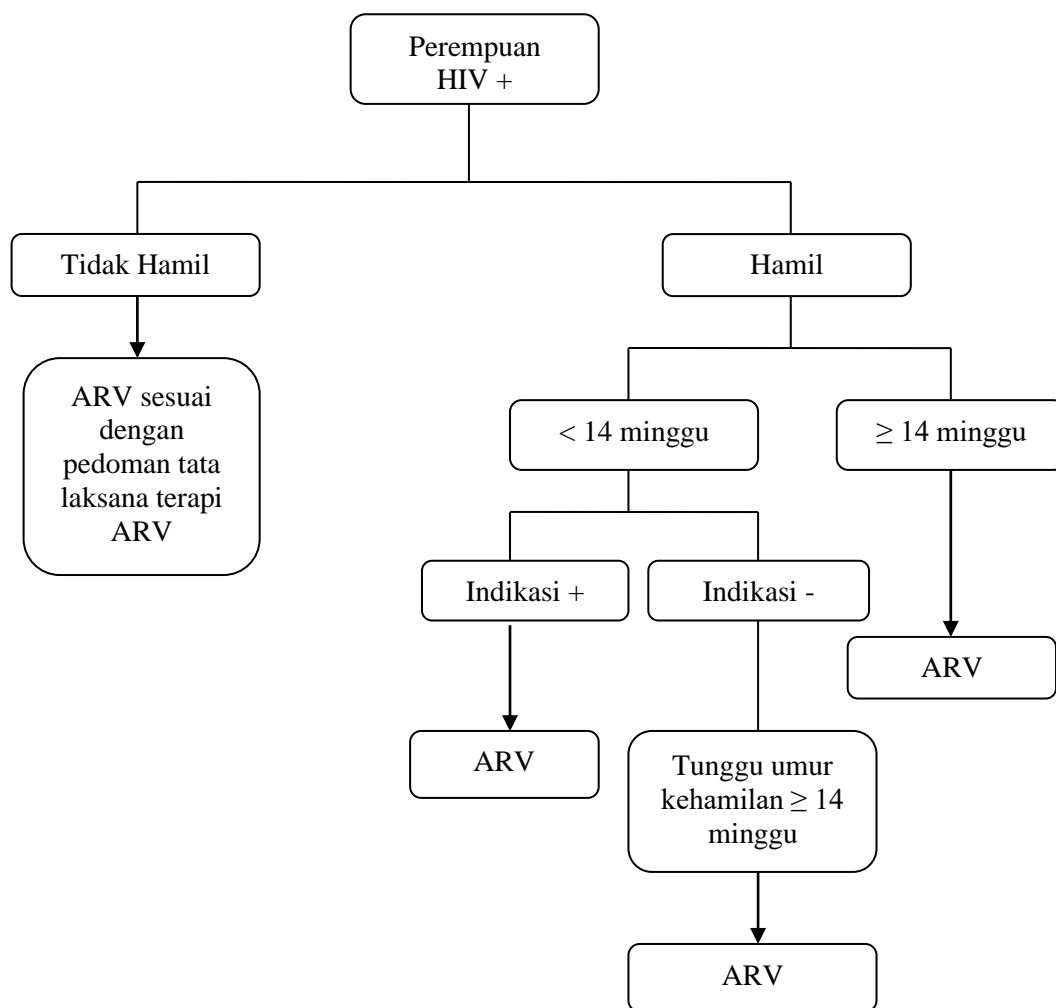 Perempuan
HIV +
Tidak Hamil
Hamil
ARV sesuai
dengan
pedoman tata
laksana terapi
ARV
< 14 minggu
≥ 14 minggu
Indikasi +
Indikasi -
ARV
ARV
Tunggu umur
kehamilan ≥ 14
minggu
ARV